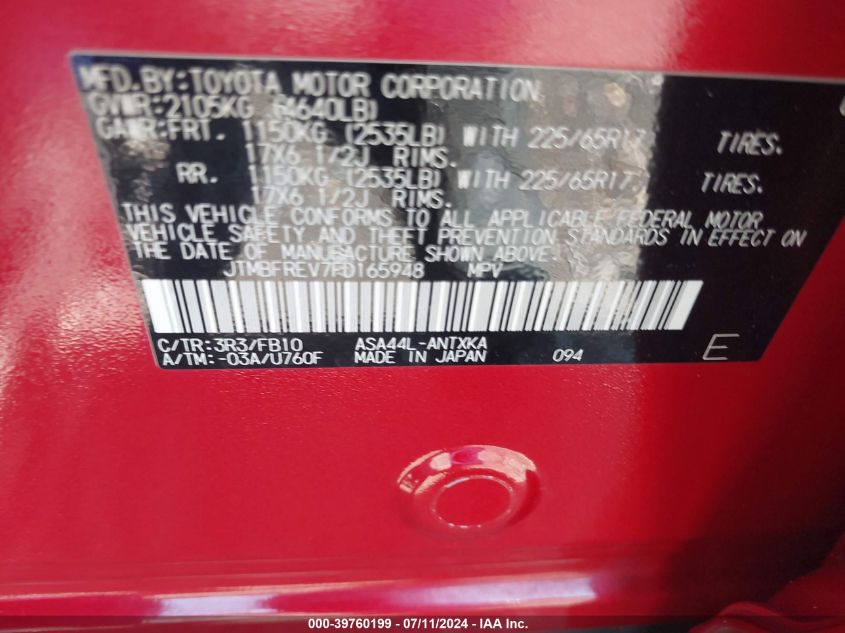 MFD.BY:TOYOTA MOTOR CORPORATION
GVWR:2105KG (4640LB)
GAWR:FRT. 1150KG (2535LB) WITH 225/65R17 TIRES.
17X6 1/2J RIMS.
RR. 1150KG (2535LB) WITH 225/65R17 TIRES.
17X6 1/2J RIMS.
THIS VEHICLE CONFORMS TO ALL APPLICABLE FEDERAL MOTOR
VEHICLE SAFETY AND THEFT PREVENTION STANDARDS IN EFFECT ON
THE DATE OF MANUFACTURE SHOWN ABOVE.
JTMBFREV7FD165948 MPV
C/TR:3R3/FB10 ASA44L-ANTXKA
A/TM:-03A/U760F MADE IN JAPAN 094 E
000-39760199 - 07/11/2024 - IAA Inc.